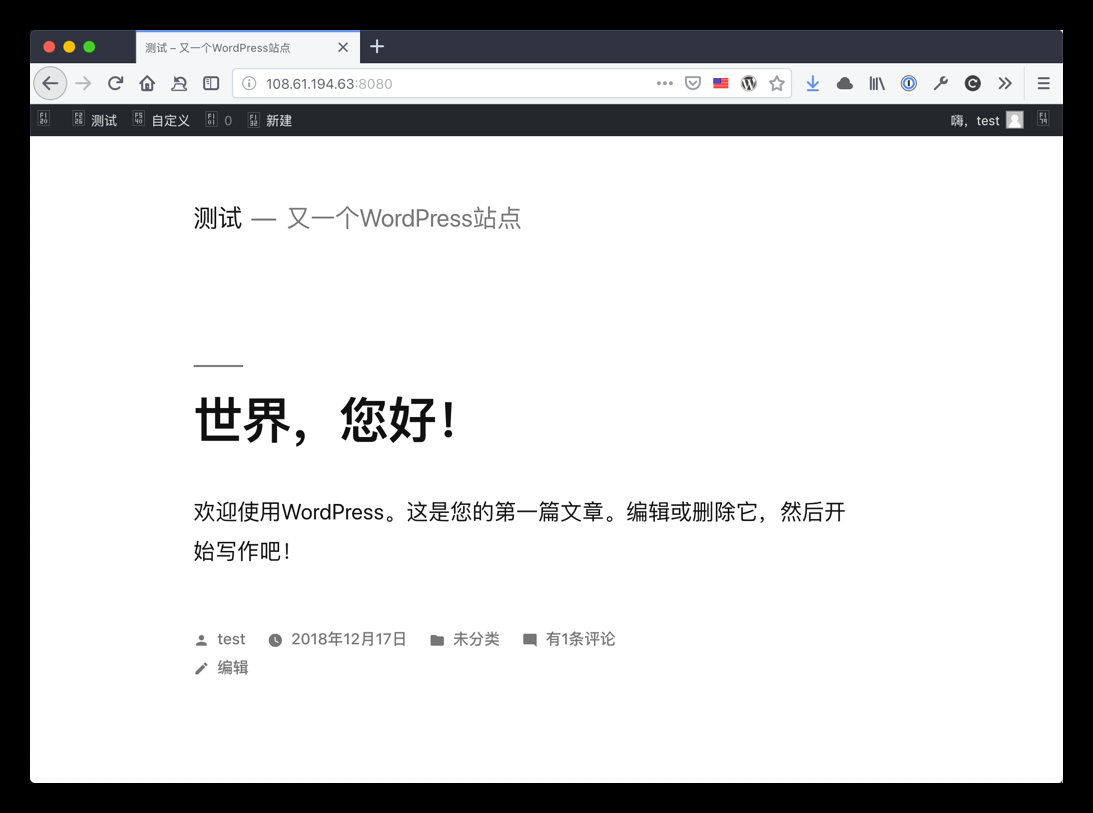 测试 – 又一个WordPress站点
108.61.194.63:8080
测试 自定义 0 新建 嗨，test
测试 — 又一个WordPress站点
世界，您好！
欢迎使用WordPress。这是您的第一篇文章。编辑或删除它，然后开
始写作吧！
test 2018年12月17日 未分类 有1条评论
编辑